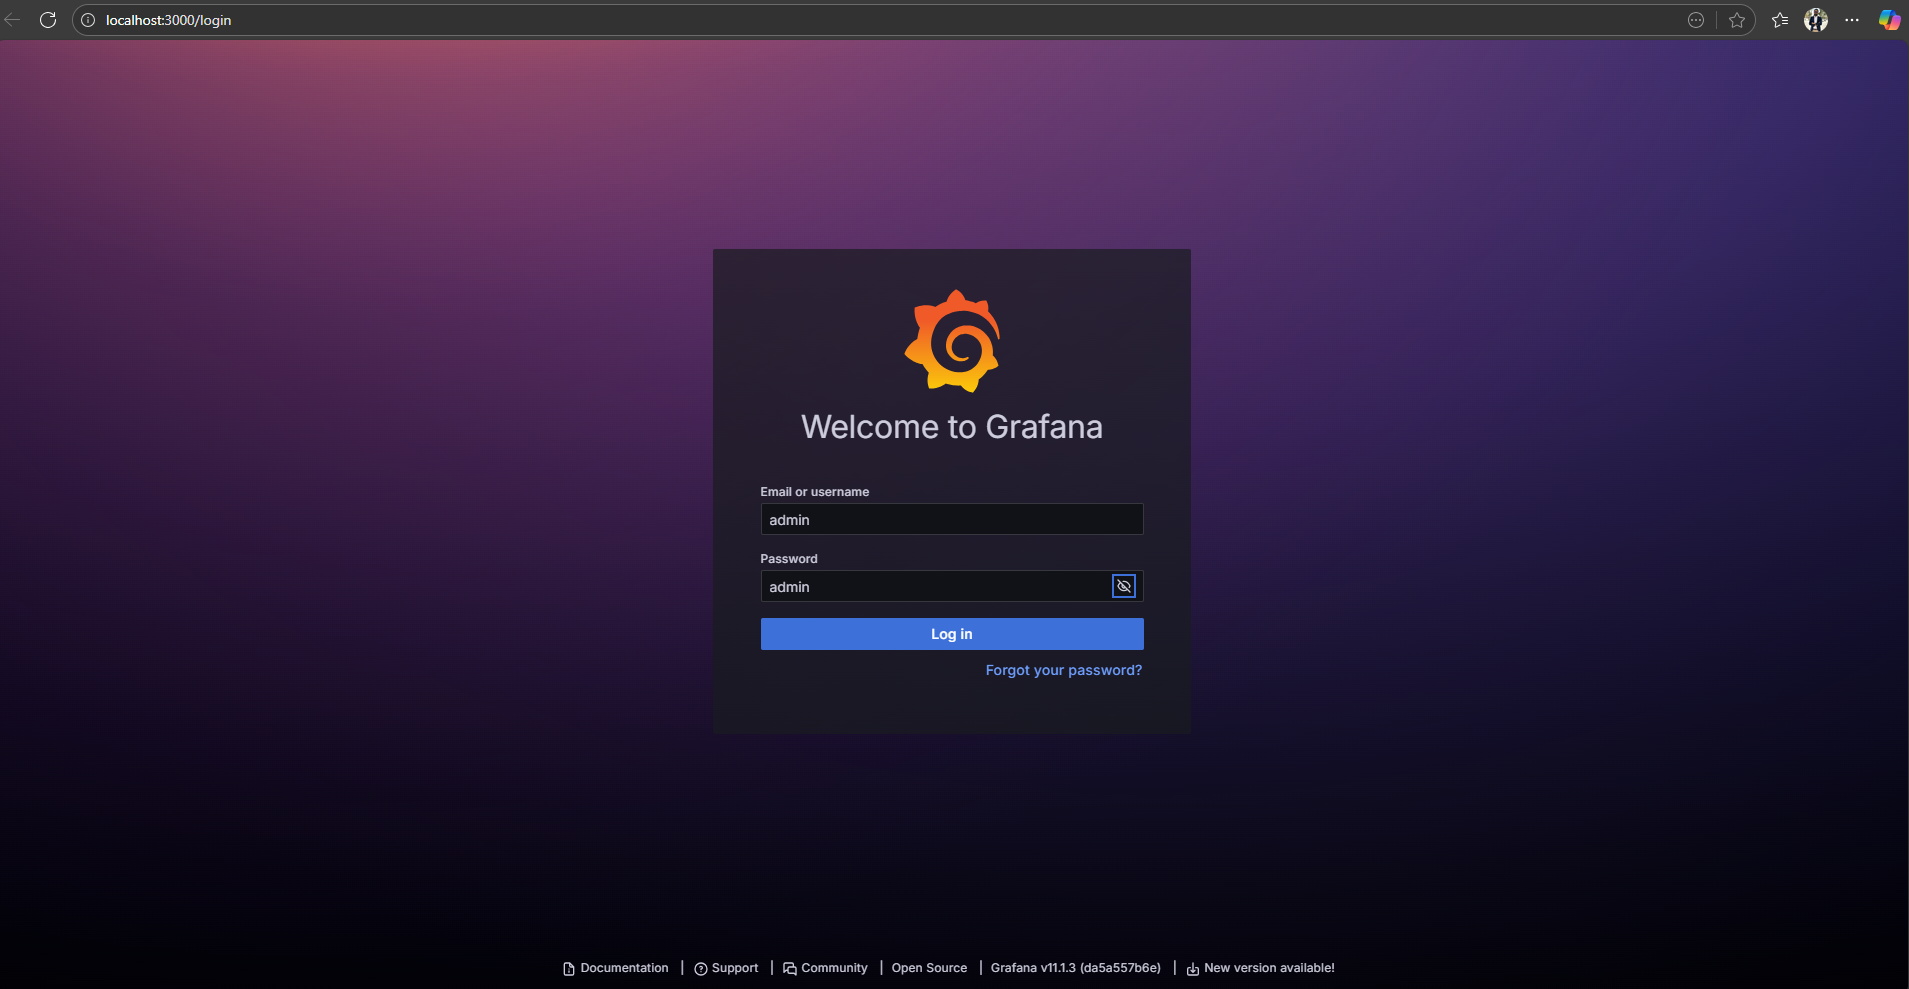 localhost:3000/login
Welcome to Grafana
Email or username
admin
Password
admin
Log in
Forgot your password?
Documentation | Support | Community | Open Source | Grafana v11.1.3 (da5a557b6e) | New version available!